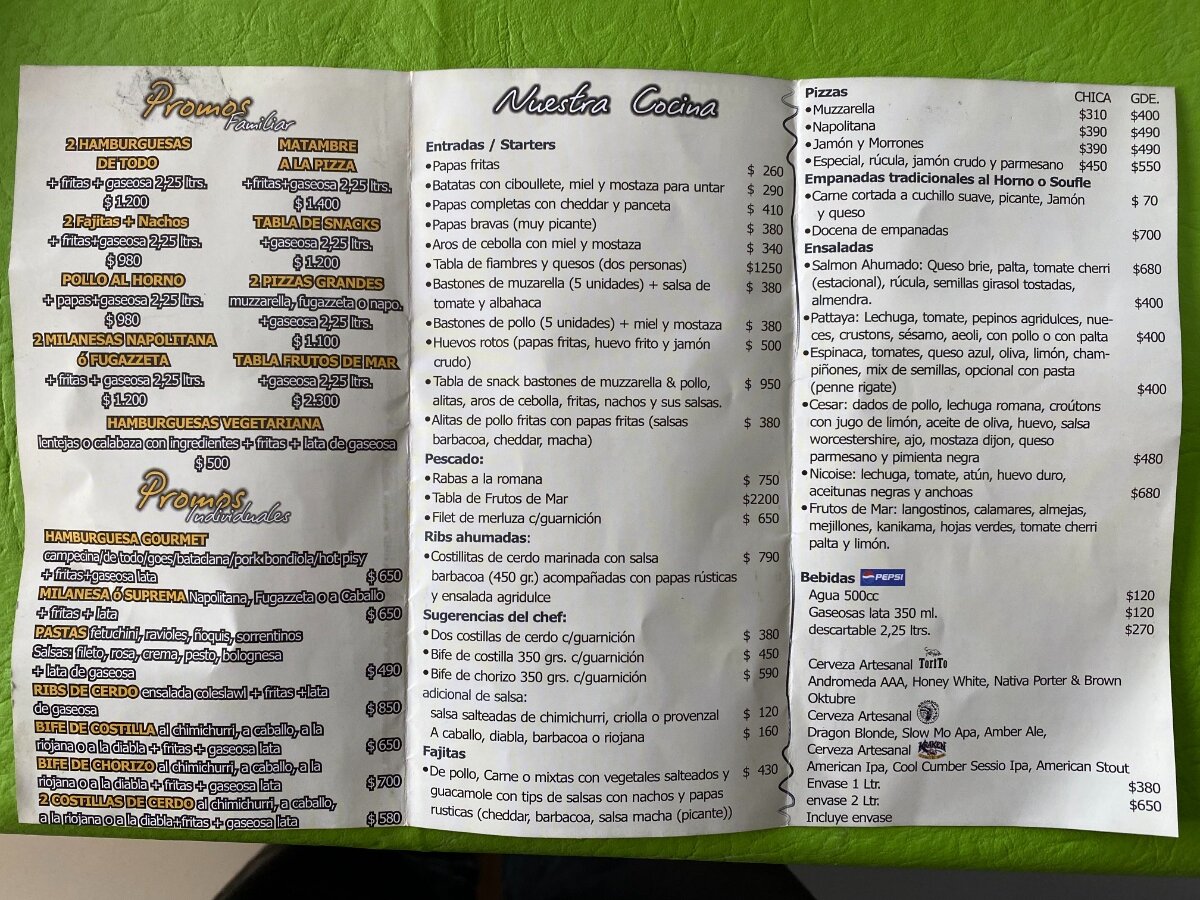 Promos
Familiar
2 HAMBURGUESAS
DE TODO
+ fritas + gaseosa 2,25 ltrs.
$ 1.200
2 Fajitas + Nachos
+ fritas+gaseosa 2,25 ltrs.
$ 980
POLLO AL HORNO
+ papas+gaseosa 2,25 ltrs.
$ 980
2 MILANESAS NAPOLITANA
ó FUGAZZETA
+ fritas + gaseosa 2,25 ltrs.
$ 1.200
MATAMBRE
A LA PIZZA
+fritas+gaseosa 2,25 ltrs.
$ 1.400
TABLA DE SNACKS
+gaseosa 2,25 ltrs.
$ 1.200
2 PIZZAS GRANDES
muzzarella, fugazzeta o napo.
+gaseosa 2,25 ltrs.
$ 1.100
TABLA FRUTOS DE MAR
+gaseosa 2,25 ltrs.
$ 2.300
HAMBURGUESAS VEGETARIANA
lentejas o calabaza con ingredientes + fritas + lata de gaseosa
$ 500
Promos
Individuales
HAMBURGUESA GOURMET
campecina/de todo/goes/bataclana/pork bondiola/hot pisy
+ fritas+gaseosa lata $ 650
MILANESA ó SUPREMA Napolitana, Fugazzeta o a Caballo
+ fritas + lata $ 650
PASTAS fetuchini, ravioles, ñoquis, sorrentinos
Salsas: fileto, rosa, crema, pesto, bolognesa
+ lata de gaseosa $ 490
RIBS DE CERDO ensalada coleslawl + fritas +lata
de gaseosa $ 850
BIFE DE COSTILLA al chimichurri, a caballo, a la
riojana o a la diabla + fritas + gaseosa lata $ 650
BIFE DE CHORIZO al chimichurri, a caballo, a la
riojana o a la diabla + fritas + gaseosa lata $ 700
2 COSTILLAS DE CERDO al chimichurri, a caballo,
a la riojana o a la diabla+fritas + gaseosa lata $ 580
Nuestra Cocina
Entradas / Starters
•Papas fritas $ 260
•Batatas con ciboullete, miel y mostaza para untar $ 290
•Papas completas con cheddar y panceta $ 410
•Papas bravas (muy picante) $ 380
•Aros de cebolla con miel y mostaza $ 340
•Tabla de fiambres y quesos (dos personas) $1250
•Bastones de muzarella (5 unidades) + salsa de $ 380
tomate y albahaca
•Bastones de pollo (5 unidades) + miel y mostaza $ 380
•Huevos rotos (papas fritas, huevo frito y jamón $ 500
crudo)
•Tabla de snack bastones de muzzarella & pollo, $ 950
alitas, aros de cebolla, fritas, nachos y sus salsas.
•Alitas de pollo fritas con papas fritas (salsas $ 380
barbacoa, cheddar, macha)
Pescado:
•Rabas a la romana $ 750
•Tabla de Frutos de Mar $2200
•Filet de merluza c/guarnición $ 650
Ribs ahumadas:
•Costillitas de cerdo marinada con salsa $ 790
barbacoa (450 gr.) acompañadas con papas rústicas
y ensalada agridulce
Sugerencias del chef:
•Dos costillas de cerdo c/guarnición $ 380
•Bife de costilla 350 grs. c/guarnición $ 450
•Bife de chorizo 350 grs. c/guarnición $ 590
adicional de salsa:
salsa salteadas de chimichurri, criolla o provenzal $ 120
A caballo, diabla, barbacoa o riojana $ 160
Fajitas
•De pollo, Carne o mixtas con vegetales salteados y $ 430
guacamole con tips de salsas con nachos y papas
rusticas (cheddar, barbacoa, salsa macha (picante))
Pizzas CHICA GDE.
•Muzzarella $310 $400
•Napolitana $390 $490
•Jamón y Morrones $390 $490
•Especial, rúcula, jamón crudo y parmesano $450 $550
Empanadas tradicionales al Horno o Soufle
•Carne cortada a cuchillo suave, picante, Jamón $ 70
y queso
•Docena de empanadas $700
Ensaladas
•Salmon Ahumado: Queso brie, palta, tomate cherri $680
(estacional), rúcula, semillas girasol tostadas,
almendra. $400
•Pattaya: Lechuga, tomate, pepinos agridulces, nue-
ces, crustons, sésamo, aeoli, con pollo o con palta $400
•Espinaca, tomates, queso azul, oliva, limón, cham-
piñones, mix de semillas, opcional con pasta
(penne rigate) $400
•Cesar: dados de pollo, lechuga romana, croûtons
con jugo de limón, aceite de oliva, huevo, salsa
worcestershire, ajo, mostaza dijon, queso
parmesano y pimienta negra $480
•Nicoise: lechuga, tomate, atún, huevo duro,
aceitunas negras y anchoas $680
•Frutos de Mar: langostinos, calamares, almejas,
mejillones, kanikama, hojas verdes, tomate cherri
palta y limón.
Bebidas PEPSI
Agua 500cc $120
Gaseosas lata 350 ml. $120
descartable 2,25 ltrs. $270
Cerveza Artesanal TorITo
Andromeda AAA, Honey White, Nativa Porter & Brown
Oktubre
Cerveza Artesanal
Dragon Blonde, Slow Mo Apa, Amber Ale,
Cerveza Artesanal
American Ipa, Cool Cumber Sessio Ipa, American Stout
Envase 1 Ltr. $380
envase 2 Ltr. $650
Incluye envase